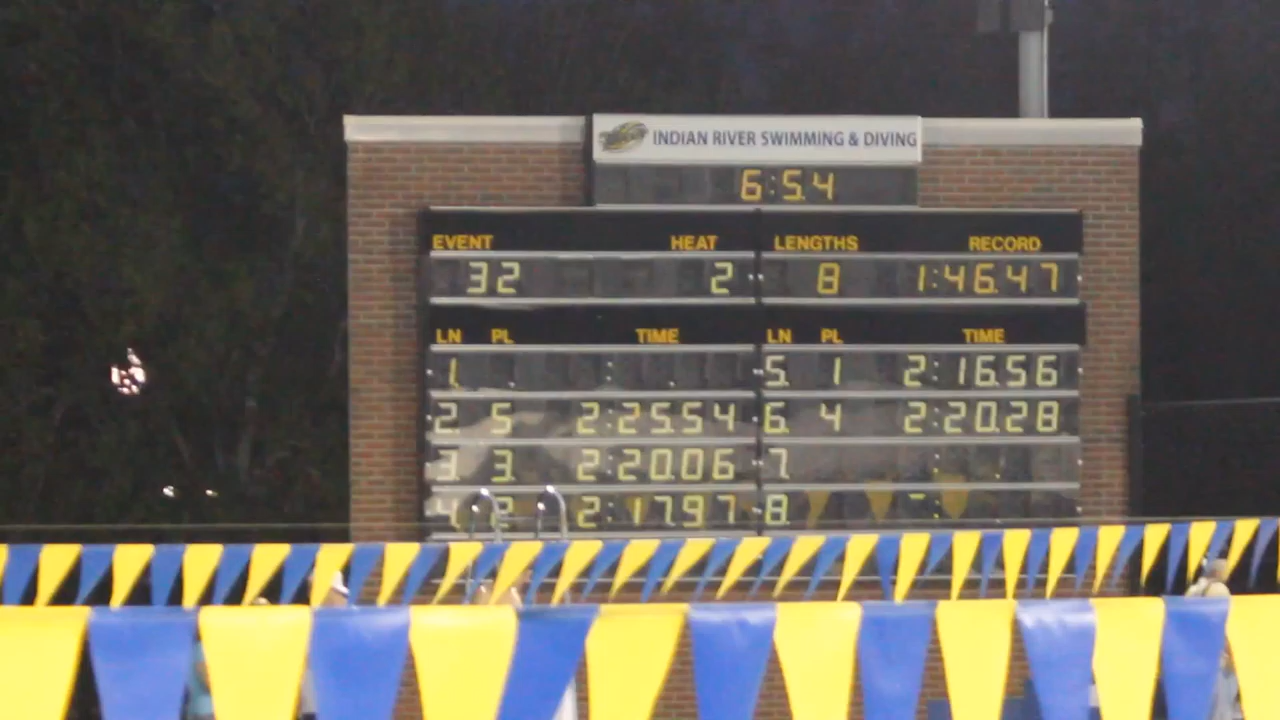 INDIAN RIVER SWIMMING & DIVING
6:5.4
EVENT HEAT LENGTHS RECORD
32 2 8 1:46.47
LN PL TIME LN PL TIME
1. : . 5. 1 2:16.56
2. 5 2:25.54 6. 4 2:20.28
3. 3. 2:20.06 7. : .
4. 2 2:17.97 8. :